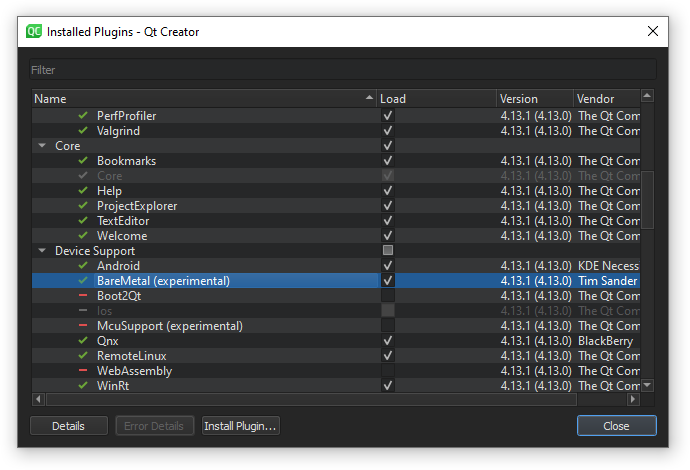 QC Installed Plugins - Qt Creator
Filter
Name Load Version Vendor
PerfProfiler 4.13.1 (4.13.0) The Qt Com
Valgrind 4.13.1 (4.13.0) The Qt Com
Core
Bookmarks 4.13.1 (4.13.0) The Qt Com
Core 4.13.1 (4.13.0) The Qt Com
Help 4.13.1 (4.13.0) The Qt Com
ProjectExplorer 4.13.1 (4.13.0) The Qt Com
TextEditor 4.13.1 (4.13.0) The Qt Com
Welcome 4.13.1 (4.13.0) The Qt Com
Device Support
Android 4.13.1 (4.13.0) KDE Necess
BareMetal (experimental) 4.13.1 (4.13.0) Tim Sander
Boot2Qt 4.13.1 (4.13.0) The Qt Com
Ios 4.13.1 (4.13.0) The Qt Com
McuSupport (experimental) 4.13.1 (4.13.0) The Qt Com
Qnx 4.13.1 (4.13.0) BlackBerry
RemoteLinux 4.13.1 (4.13.0) The Qt Com
WebAssembly 4.13.1 (4.13.0) The Qt Com
WinRt 4.13.1 (4.13.0) The Qt Com
Details Error Details Install Plugin... Close